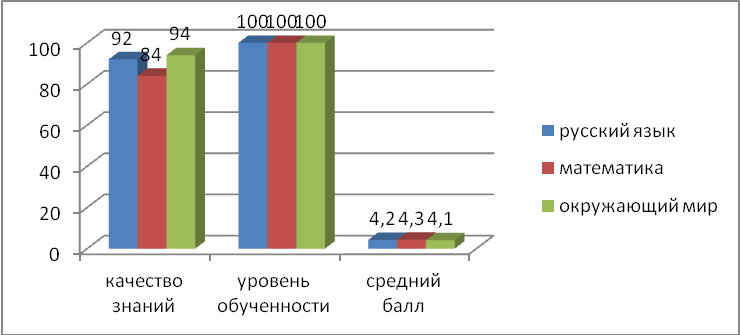 100 100 100
92 84 94
100
80
60
40
20
0
4,2 4,3 4,1
русский язык
математика
окружающий мир
качество знаний
уровень обученности
средний балл